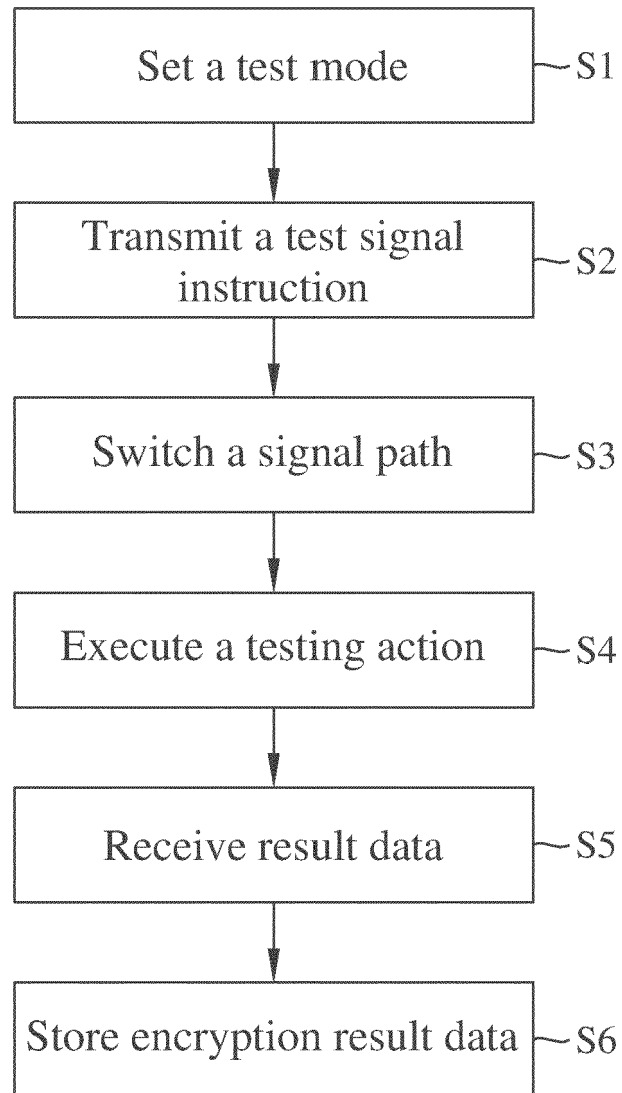 Set a test mode
S1
Transmit a test signal
instruction
S2
Switch a signal path
S3
Execute a testing action
S4
Receive result data
S5
Store encryption result data
S6